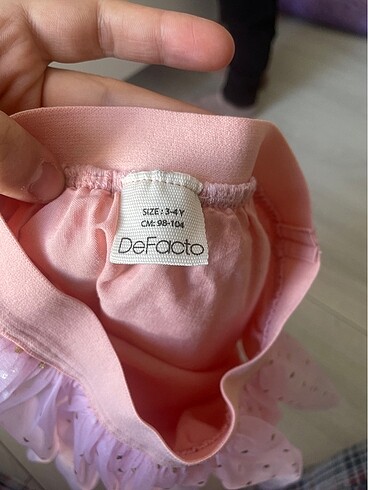 SIZE : 3-4 Y
CM: 98-104
DeFacto